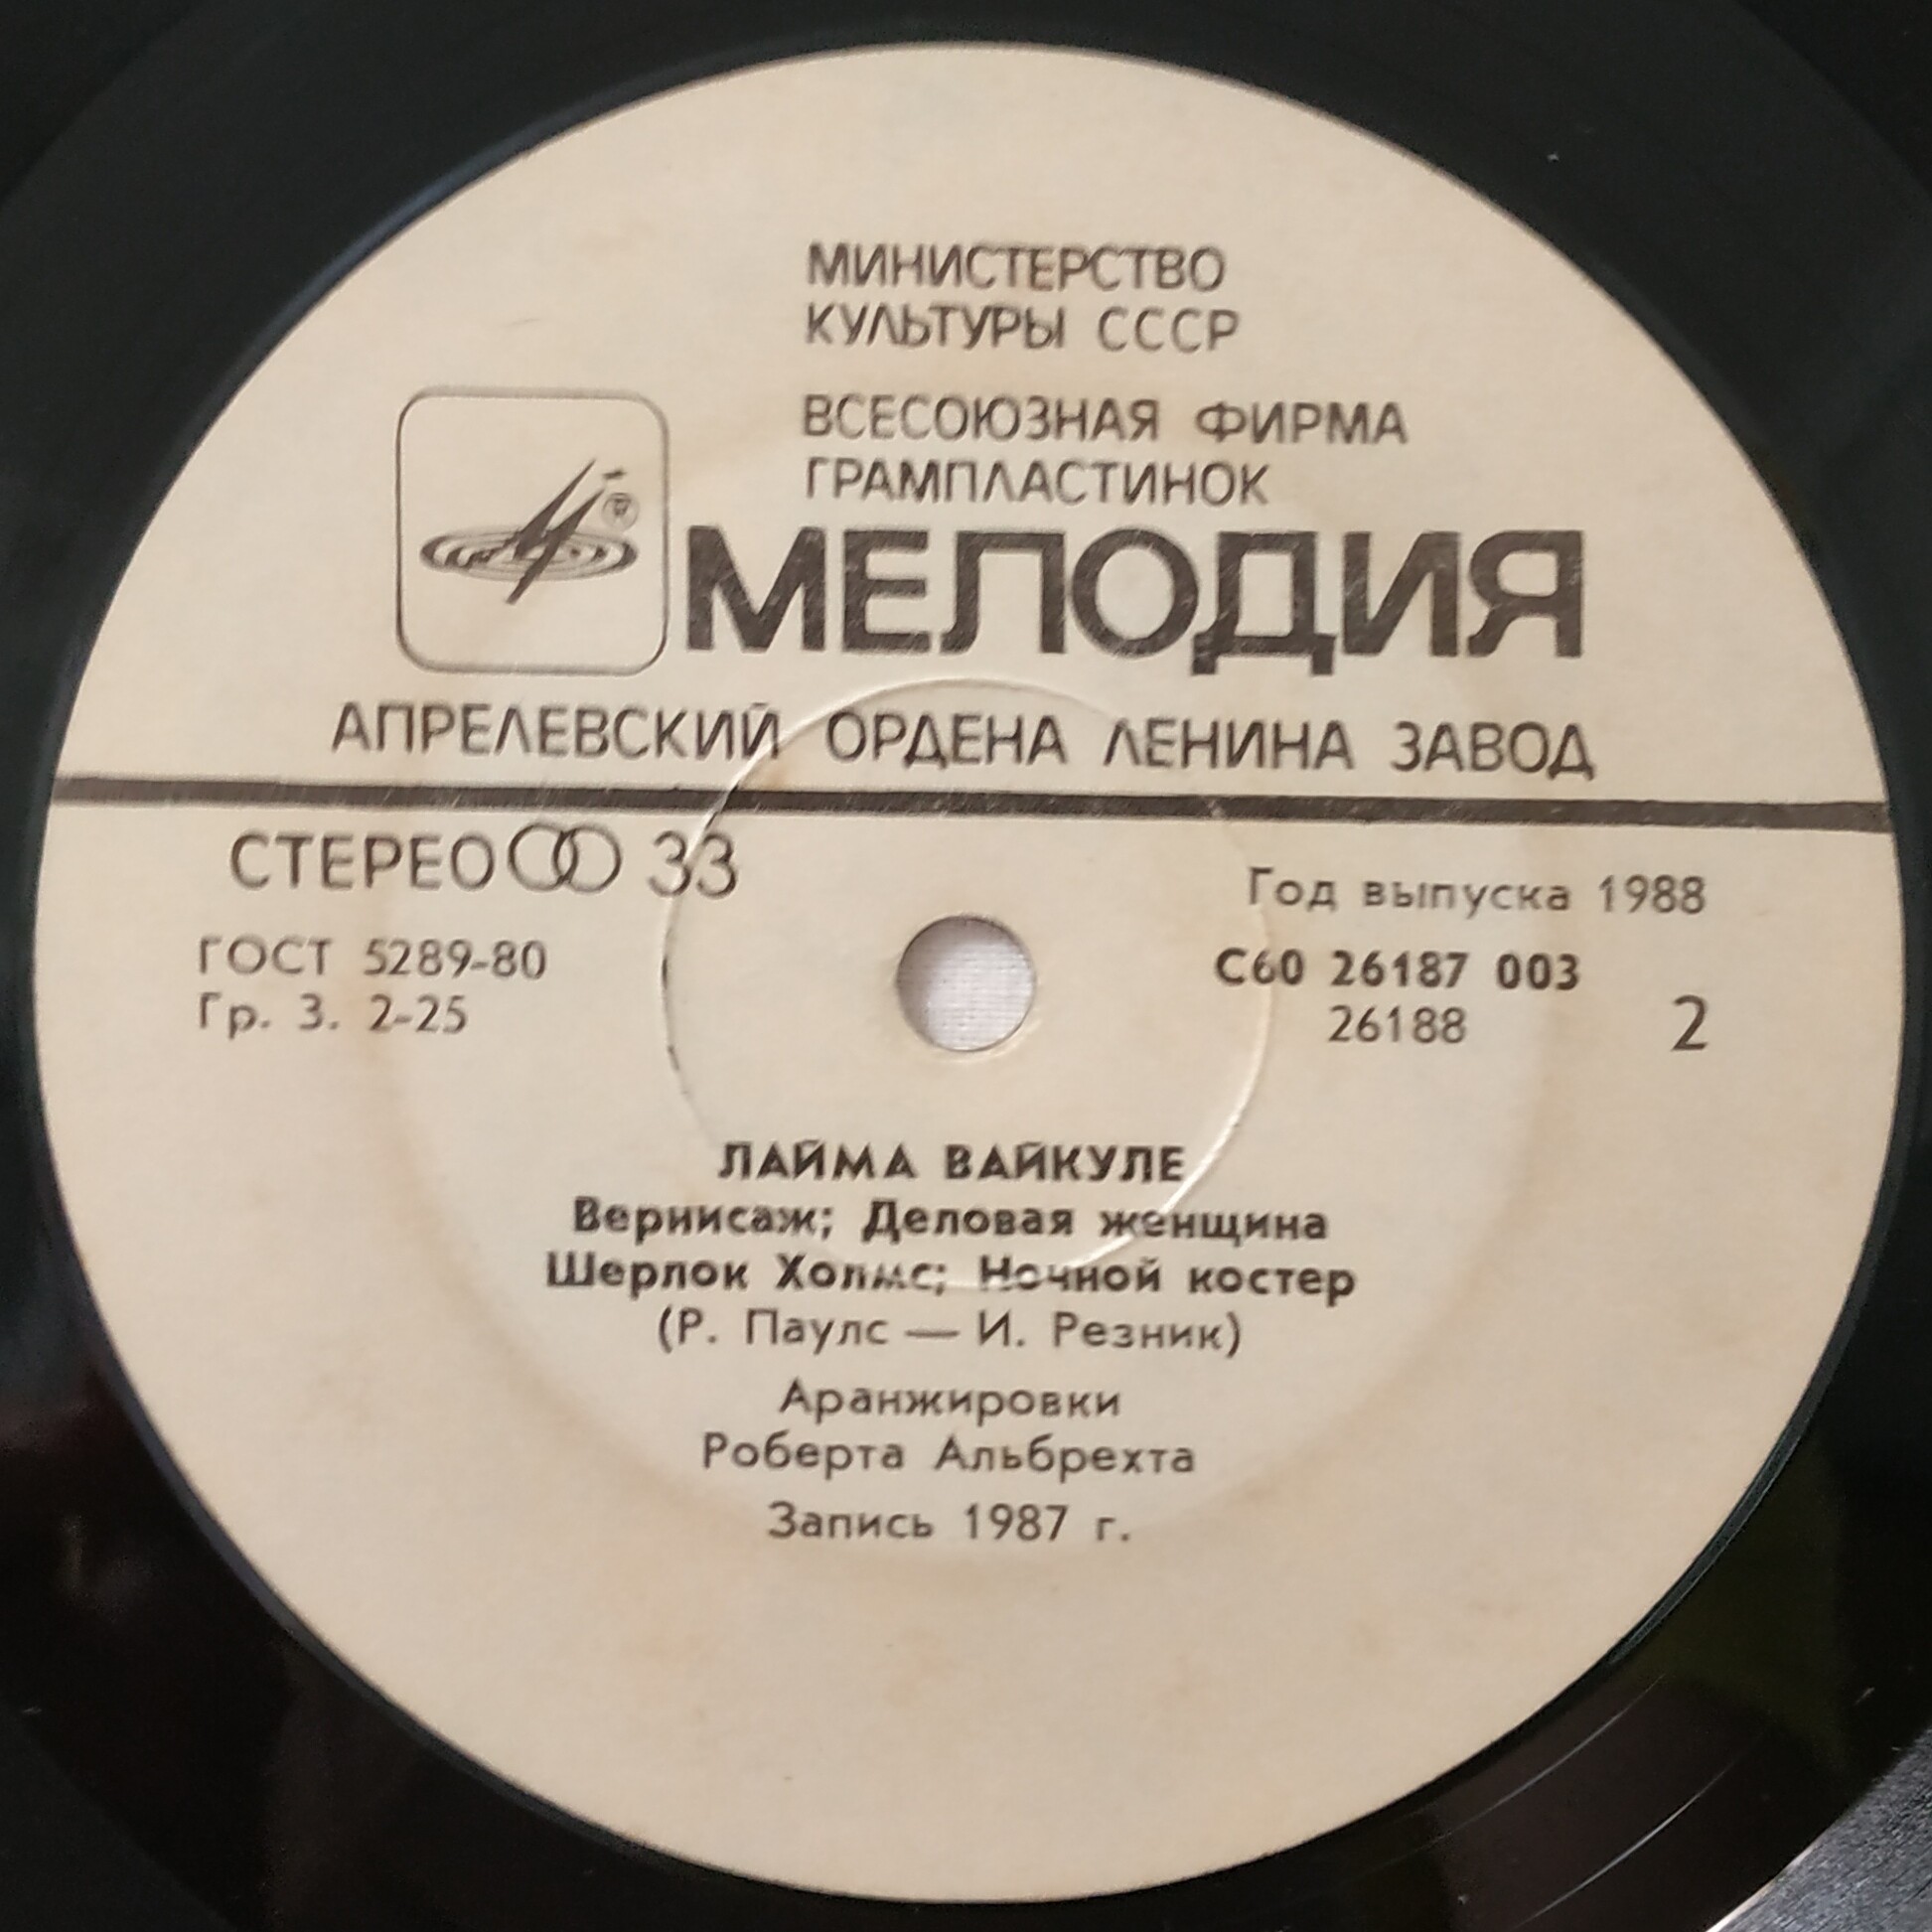 МИНИСТЕРСТВО
КУЛЬТУРЫ СССР
ВСЕСОЮЗНАЯ ФИРМА
ГРАМПЛАСТИНОК
МЕЛОДИЯ
АПРЕЛЕВСКИЙ ОРДЕНА ЛЕНИНА ЗАВОД
СТЕРЕО 33
ГОСТ 5289-80
Гр. 3. 2-25
Год выпуска 1988
С60 26187 003
26188
2
ЛАЙМА ВАЙКУЛЕ
Вернисаж; Деловая женщина
Шерлок Холмс; Ночной костер
(Р. Паулс — И. Резник)
Аранжировки
Роберта Альбрехта
Запись 1987 г.